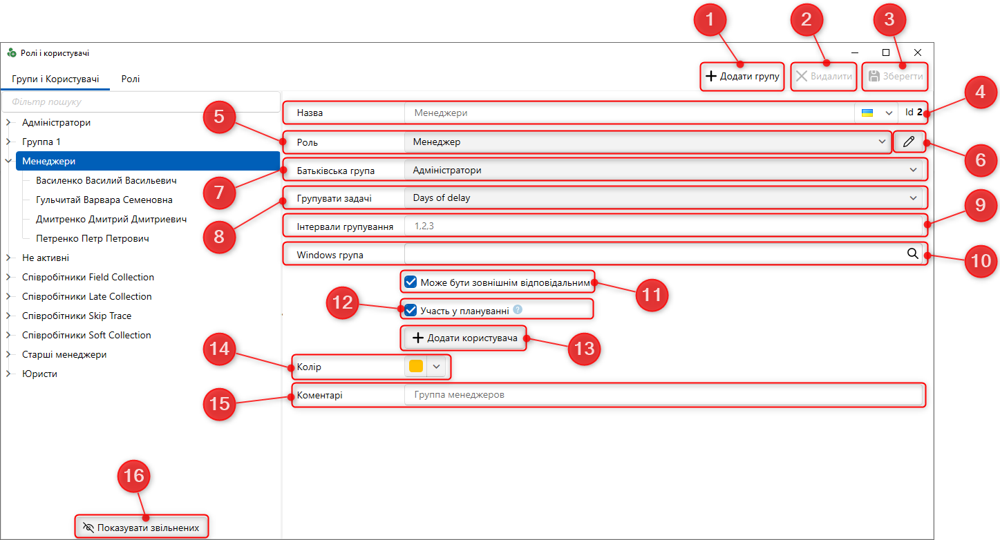 1 2 3
Ролі і користувачі
Групи і Користувачі Ролі
Додати групу Видалити Зберегти
Фільтр пошуку
4
Назва Менеджери Id 2
5
Адміністратори
Группа 1
Роль Менеджер
6
Менеджери
Батьківська група Адміністратори
Василенко Василий Васильевич
7
Гульчитай Варвара Семеновна
Групувати задачі Days of delay
9
Дмитренко Дмитрий Дмитриевич
Інтервали групування 1,2,3
8
Петренко Петр Петрович
Не активні
Windows група
10
Співробітники Field Collection
Може бути зовнішнім відповідальним
11
Співробітники Late Collection
12
Участь у плануванні ?
Співробітники Skip Trace
Співробітники Soft Collection
Додати користувача
13
14
Старші менеджери
Колір
Юристи
15
Коментарі Группа менеджеров
16
Показувати звільнених